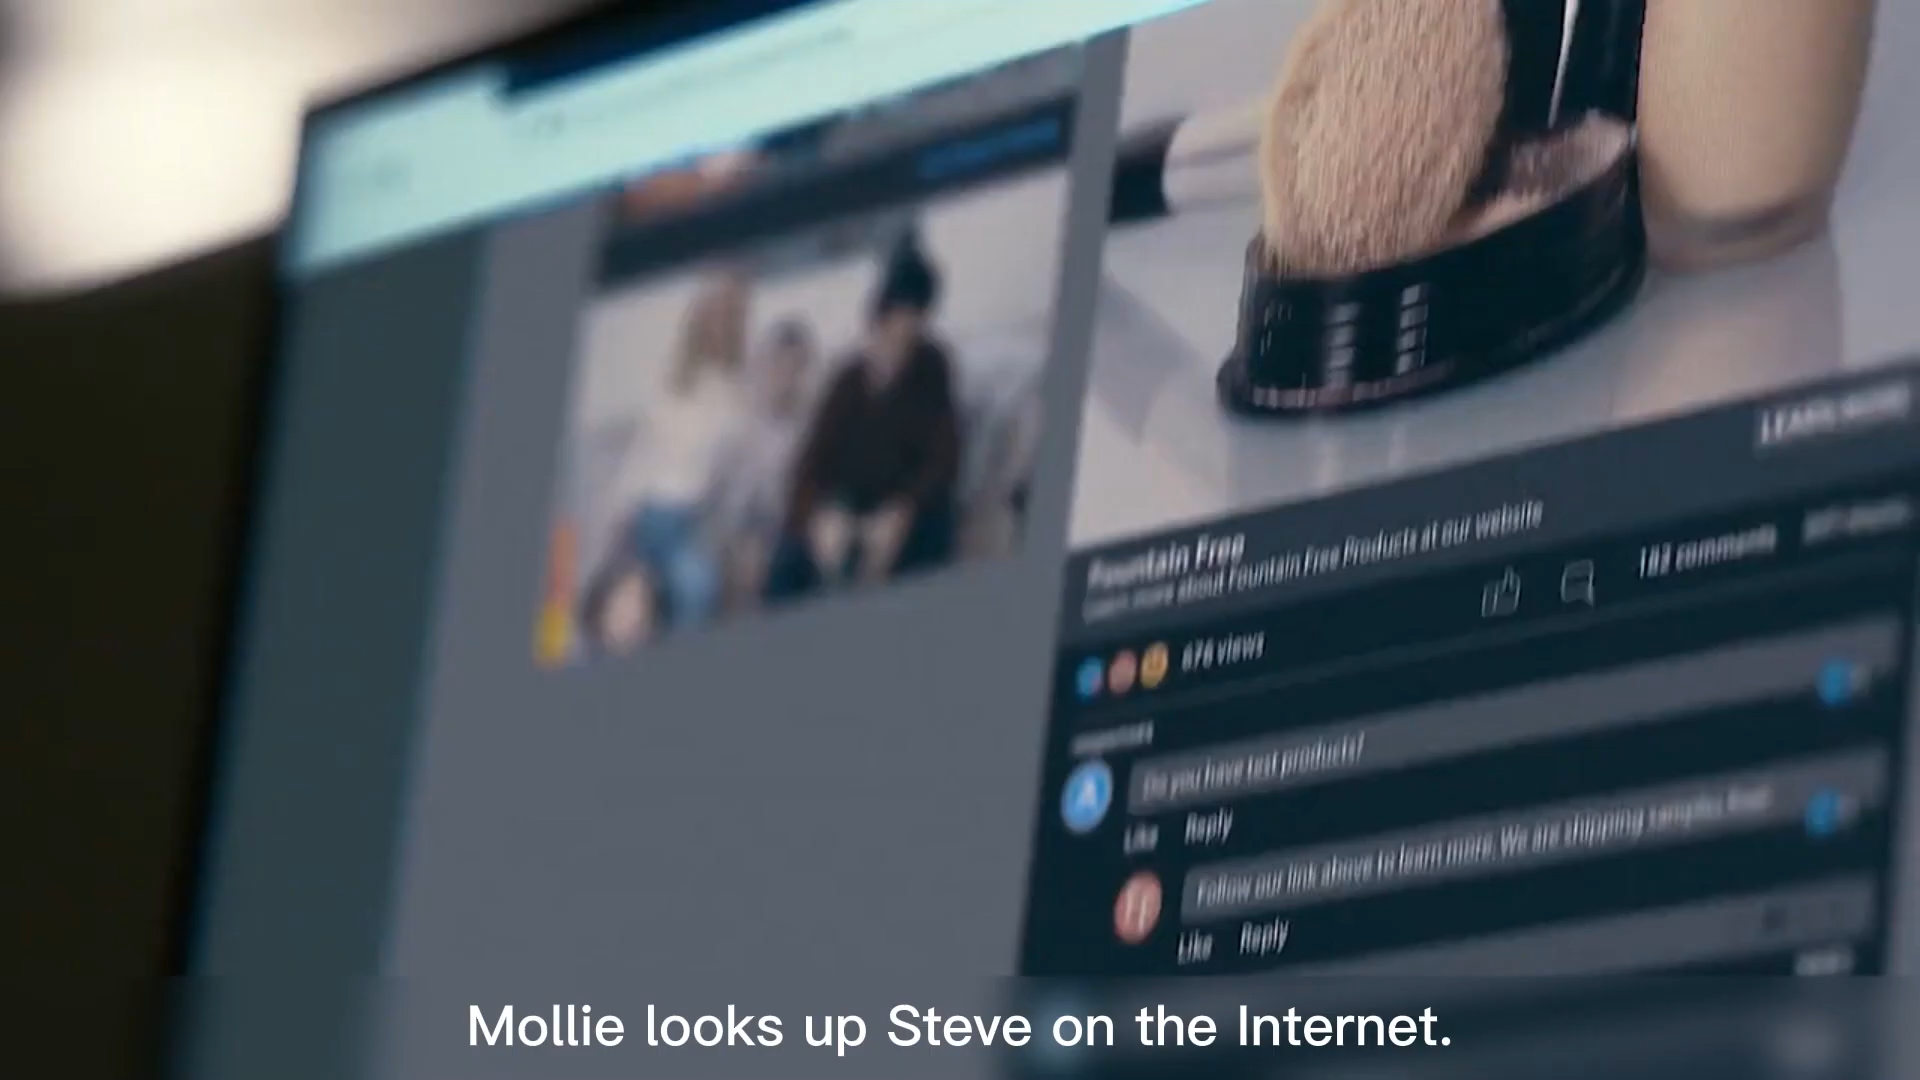 LEARN MORE
Fountain Free
Learn more about Fountain Free Products at our website
182 comments
676 views
Do you have test products?
Like Reply
Follow our link above to learn more. We are shipping samples
Like Reply
Mollie looks up Steve on the Internet.